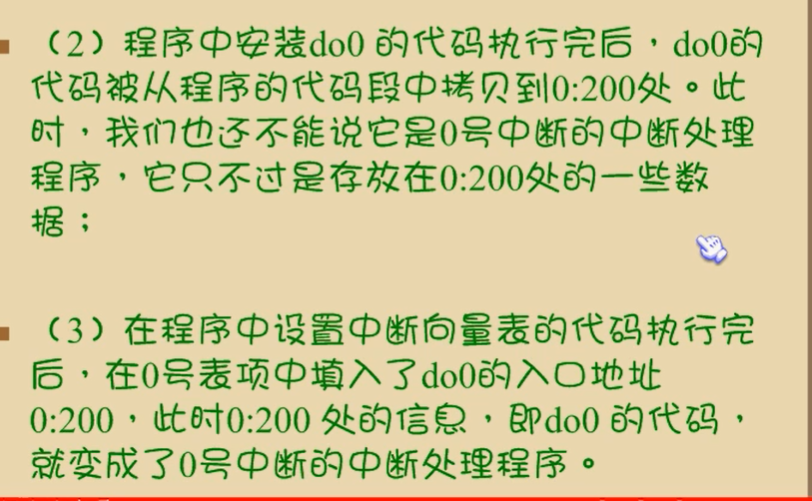 （2）程序中安装do0 的代码执行完后，do0的
代码被从程序的代码段中拷贝到0:200处。此
时，我们也还不能说它是0号中断的中断处理
程序，它只不过是存放在0:200处的一些数
据；
（3）在程序中设置中断向量表的代码执行完
后，在0号表项中填入了do0的入口地址
0:200，此时0:200 处的信息，即do0 的代码，
就变成了0号中断的中断处理程序。